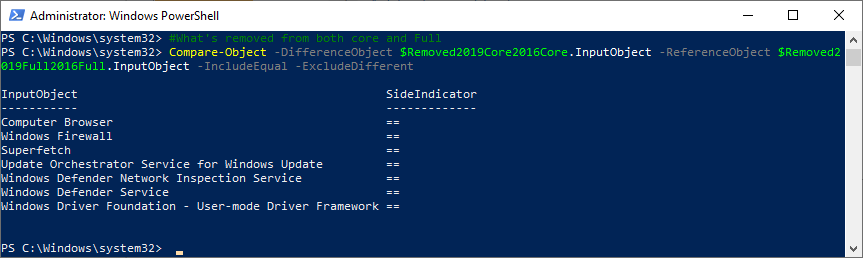 Administrator: Windows PowerShell
PS C:\Windows\system32> #What's removed from both core and Full
PS C:\Windows\system32> Compare-Object -DifferenceObject $Removed2019Core2016Core.InputObject -ReferenceObject $Removed2
019Full2016Full.InputObject -IncludeEqual -ExcludeDifferent
InputObject SideIndicator
----------- -------------
Computer Browser ==
Windows Firewall ==
Superfetch ==
Update Orchestrator Service for Windows Update ==
Windows Defender Network Inspection Service ==
Windows Defender Service ==
Windows Driver Foundation - User-mode Driver Framework ==
PS C:\Windows\system32>